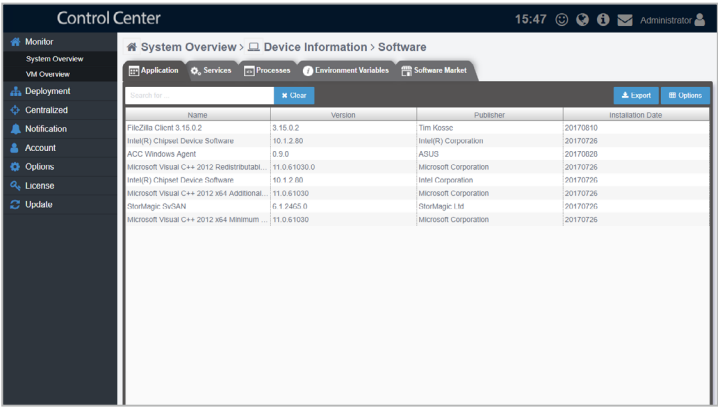 Control Center
15:47 Administrator
Monitor
System Overview
VM Overview
Deployment
Centralized
Notification
Account
Options
License
Update
System Overview > Device Information > Software
Application Services Processes Environment Variables Software Market
Search for ... Clear Export Options
Name Version Publisher Installation Date
FileZilla Client 3.15.0.2 3.15.0.2 Tim Kosse 20170810
Intel(R) Chipset Device Software 10.1.2.80 Intel(R) Corporation 20170726
ACC Windows Agent 0.9.0 ASUS 20170828
Microsoft Visual C++ 2012 Redistributabl... 11.0.61030.0 Microsoft Corporation 20170726
Intel(R) Chipset Device Software 10.1.2.80 Intel Corporation 20170726
Microsoft Visual C++ 2012 x64 Additional... 11.0.61030 Microsoft Corporation 20170726
StorMagic SvSAN 6.1.2465.0 StorMagic Ltd 20170726
Microsoft Visual C++ 2012 x64 Minimum ... 11.0.61030 Microsoft Corporation 20170726